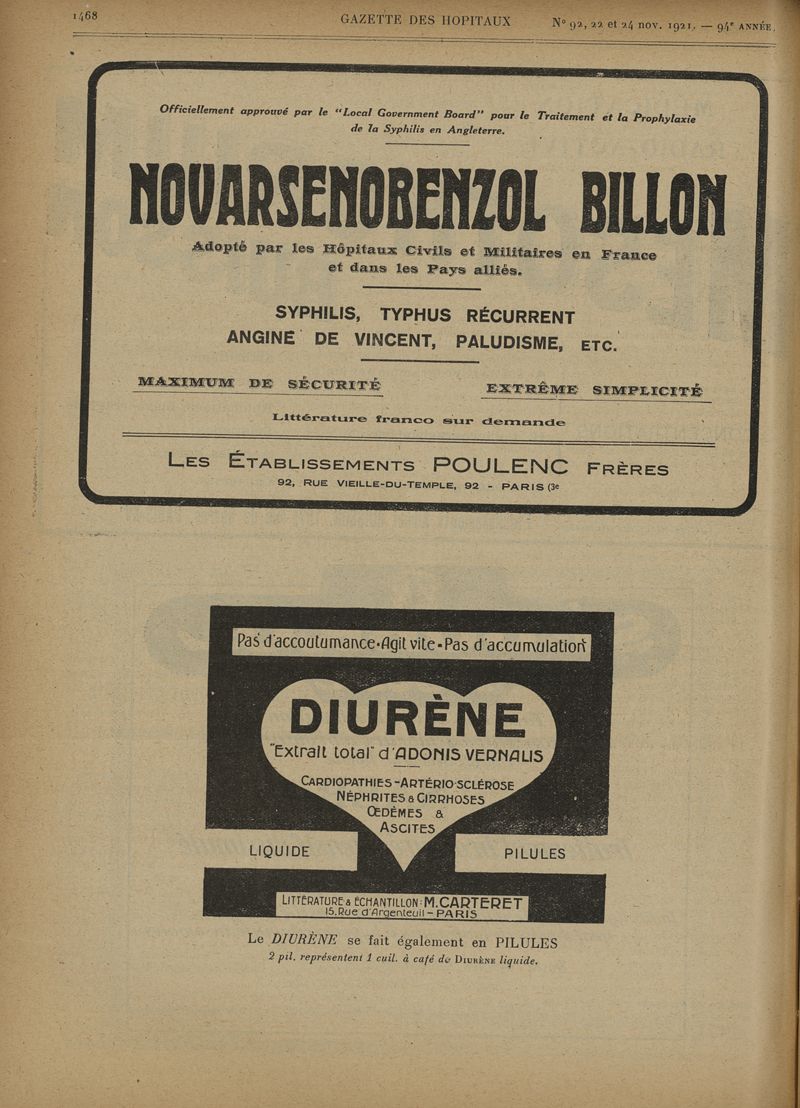 1468
GAZETTE DES HOPITAUX
N° 92, 22 et 24 nov. 1921. — 94e ANNÉE.
Officiellement approuvé par le "Local Government Board" pour le Traitement et la Prophylaxie
de la Syphilis en Angleterre.
NOVARSENOBENZOL BILLON
Adopté par les Hôpitaux Civils et Militaires en France
et dans les Pays alliés.
SYPHILIS, TYPHUS RÉCURRENT
ANGINE DE VINCENT, PALUDISME, ETC.
MAXIMUM DE SÉCURITÉ
EXTRÊME SIMPLICITÉ
Littérature franco sur demande
LES ÉTABLISSEMENTS POULENC FRÈRES
92, RUE VIEILLE-DU-TEMPLE, 92 - PARIS (3e
Pas d'accoutumance·Agit vite-Pas d'accumulation
DIURÈNE
"Extrait total" d'ADONIS VERNALIS
CARDIOPATHIES-ARTÉRIO-SCLÉROSE
NÉPHRITES & CIRRHOSES
ŒDÈMES &
ASCITES
LIQUIDE
PILULES
LITTÉRATURE & ÉCHANTILLON: M.CARTERET
15.Rue d'Argenteuil-PARIS
Le DIURÈNE se fait également en PILULES
2 pil. représentent 1 cuil. à café de DIURÈNE liquide.